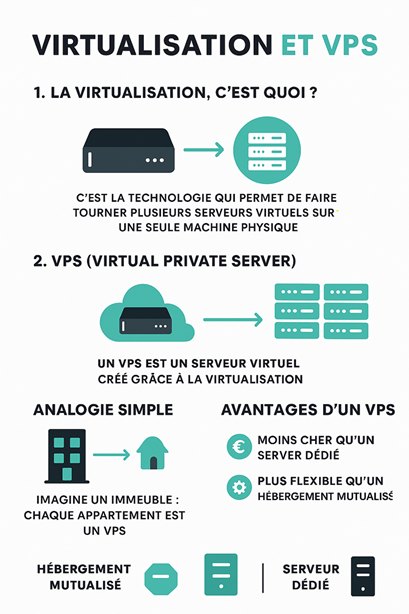 VIRTUALISATION ET VPS
1. LA VIRTUALISATION, C'EST QUOI ?
C'EST LA TECHNOLOGIE QUI PERMET DE FAIRE
TOURNER PLUSIEURS SERVEURS VIRTUELS SUR
UNE SEULE MACHINE PHYSIQUE
2. VPS (VIRTUAL PRIVATE SERVER)
UN VPS EST UN SERVEUR VIRTUEL
CRÉÉ GRÂCE À LA VIRTUALISATION
ANALOGIE SIMPLE
IMAGINE UN IMMEUBLE :
CHAQUE APPARTEMENT EST
UN VPS
AVANTAGES D'UN VPS
€ MOINS CHER QU'UN
SERVER DÉDIÉ
PLUS FLEXIBLE QU'UN
HÉBERGEMENT MUTUALISÉ
HÉBERGEMENT
MUTUALISÉ
SERVEUR
DÉDIÉ